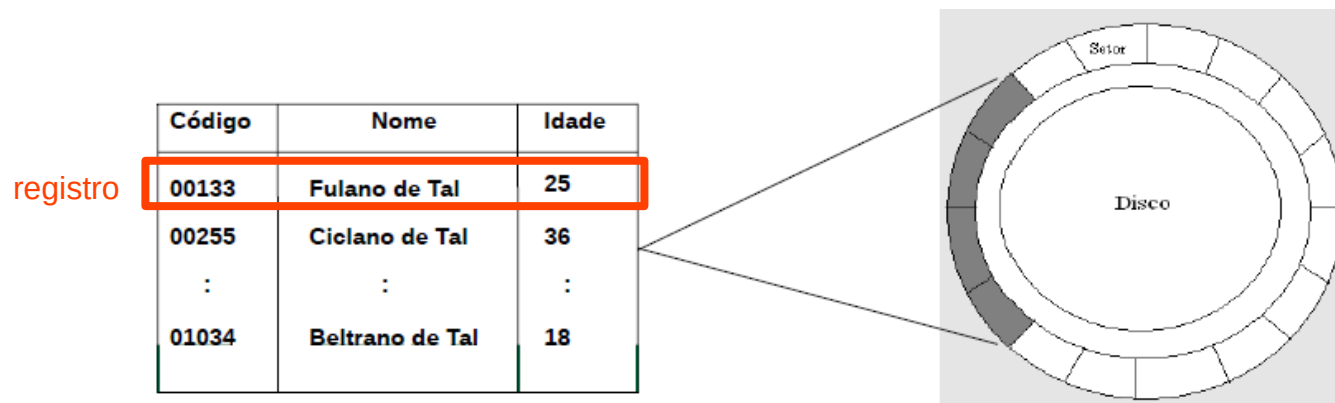 Código Nome Idade
registro
00133 Fulano de Tal 25
00255 Ciclano de Tal 36
: : :
01034 Beltrano de Tal 18
Setor
Disco